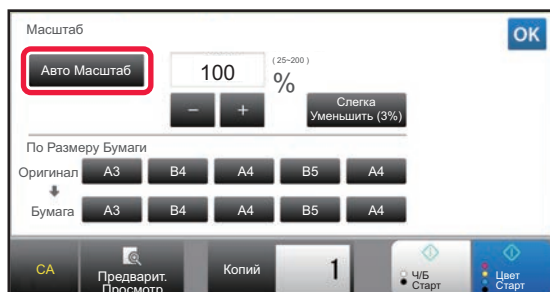 Масштаб
OK
Авто Масштаб
100
(25~200)
%
−
+
Слегка
Уменьшить (3%)
По Размеру Бумаги
Оригинал A3 B4 A4 B5 A4
Бумага A3 B4 A4 B5 A4
CA
Предварит.
Просмотр
Копий
1
Ч/Б
Старт
Цвет
Старт